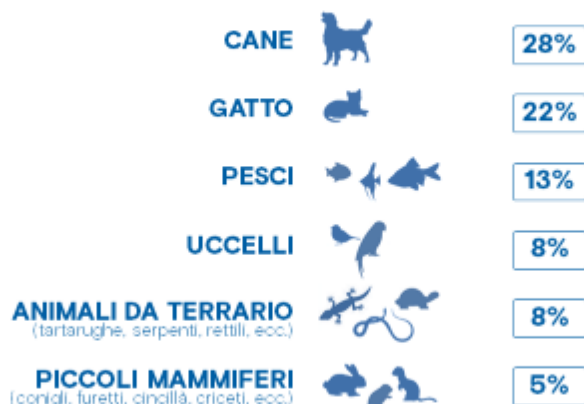 CANE 28%
GATTO 22%
PESCI 13%
UCCELLI 8%
ANIMALI DA TERRARIO 8%
(tartarughe, serpenti, rettili, ecc.)
PICCOLI MAMMIFERI 5%
(conigli, furetti, cincillà, criceti, ecc.)